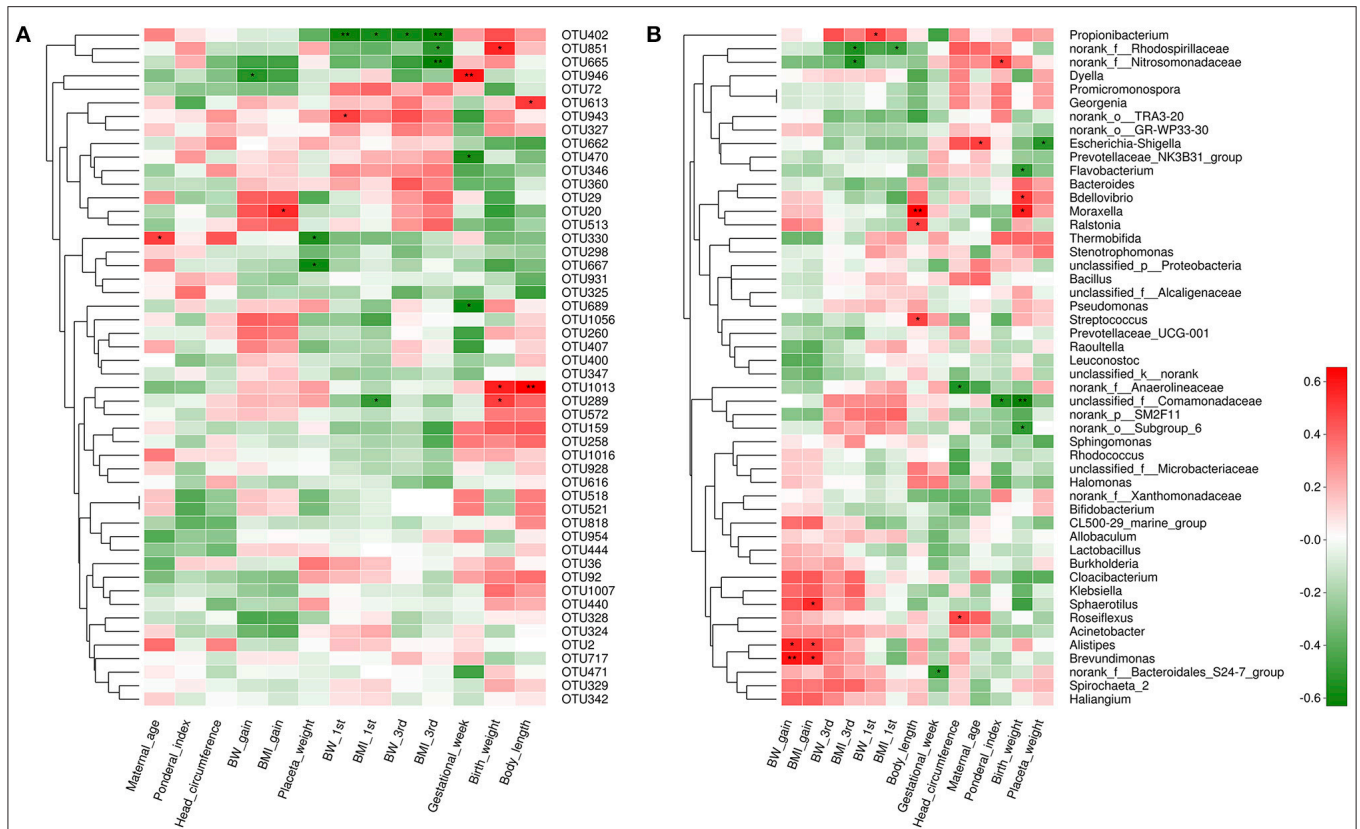 A
OTU402
OTU851
OTU665
OTU946
OTU72
OTU613
OTU943
OTU327
OTU662
OTU470
OTU346
OTU360
OTU29
OTU20
OTU513
OTU330
OTU298
OTU667
OTU931
OTU325
OTU689
OTU1056
OTU260
OTU407
OTU400
OTU347
OTU1013
OTU289
OTU572
OTU159
OTU258
OTU1016
OTU928
OTU616
OTU518
OTU521
OTU818
OTU954
OTU444
OTU36
OTU92
OTU1007
OTU440
OTU328
OTU324
OTU2
OTU717
OTU471
OTU329
OTU342
Maternal_age
Ponderal_index
Head_circumference
BW_gain
BMI_gain
Placeta_weight
BW_1st
BMI_1st
BW_3rd
BMI_3rd
Gestational_week
Birth_weight
Body_length
B
Propionibacterium
norank_f__Rhodospirillaceae
norank_f__Nitrosomonadaceae
Dyella
Promicromonospora
Georgenia
norank_o__TRA3-20
norank_o__GR-WP33-30
Escherichia-Shigella
Prevotellaceae_NK3B31_group
Flavobacterium
Bacteroides
Bdellovibrio
Moraxella
Ralstonia
Thermobifida
Stenotrophomonas
unclassified_p__Proteobacteria
Bacillus
unclassified_f__Alcaligenaceae
Pseudomonas
Streptococcus
Prevotellaceae_UCG-001
Raoultella
Leuconostoc
unclassified_k__norank
norank_f__Anaerolineaceae
unclassified_f__Comamonadaceae
norank_p__SM2F11
norank_o__Subgroup_6
Sphingomonas
Rhodococcus
unclassified_f__Microbacteriaceae
Halomonas
norank_f__Xanthomonadaceae
Bifidobacterium
CL500-29_marine_group
Allobaculum
Lactobacillus
Burkholderia
Cloacibacterium
Klebsiella
Sphaerotilus
Roseiflexus
Acinetobacter
Alistipes
Brevundimonas
norank_f__Bacteroidales_S24-7_group
Spirochaeta_2
Haliangium
BW_gain
BMI_gain
BW_3rd
BMI_3rd
BW_1st
BMI_1st
Body_length
Gestational_week
Head_circumference
Maternal_age
Ponderal_index
Birth_weight
Placeta_weight
0.6
0.4
0.2
-0.0
-0.2
-0.4
-0.6